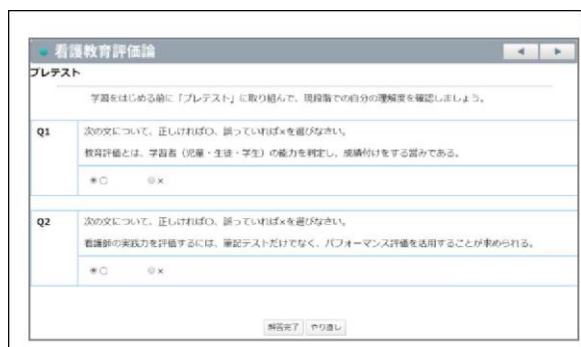 看護教育評価論
プレテスト
学習をはじめる前に「プレテスト」に取り組んで、現段階での自分の理解度を確認しましょう。
Q1
次の文について、正しければ○、誤っていれば×を選びなさい。
教育評価とは、学習者（児童・生徒・学生）の能力を判定し、成績付けをする営みである。
○ ×
Q2
次の文について、正しければ○、誤っていれば×を選びなさい。
看護師の実践力を評価するには、筆記テストだけでなく、パフォーマンス評価を活用することが求められる。
○ ×
解答完了 やり直し